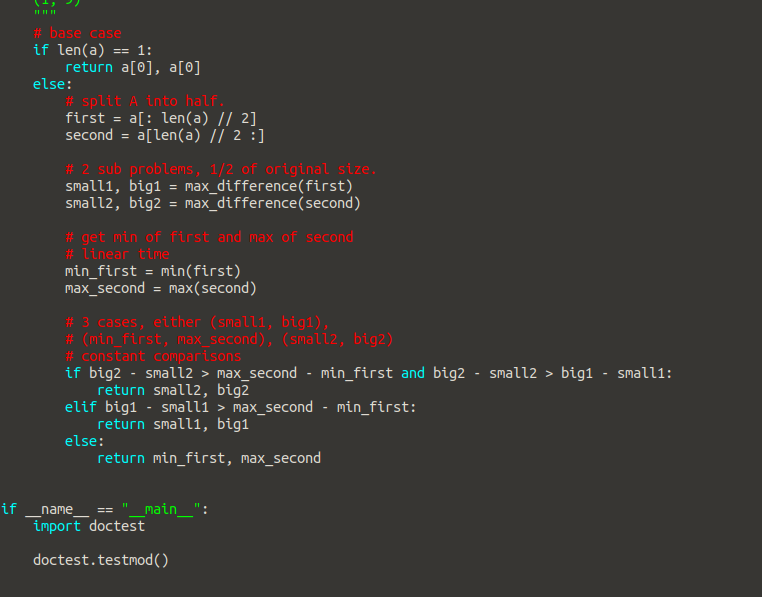 (1, 9)
"""
# base case
if len(a) == 1:
return a[0], a[0]
else:
# split A into half.
first = a[: len(a) // 2]
second = a[len(a) // 2 :]
# 2 sub problems, 1/2 of original size.
small1, big1 = max_difference(first)
small2, big2 = max_difference(second)
# get min of first and max of second
# linear time
min_first = min(first)
max_second = max(second)
# 3 cases, either (small1, big1),
# (min_first, max_second), (small2, big2)
# constant comparisons
if big2 - small2 > max_second - min_first and big2 - small2 > big1 - small1:
return small2, big2
elif big1 - small1 > max_second - min_first:
return small1, big1
else:
return min_first, max_second
if __name__ == "__main__":
import doctest
doctest.testmod()